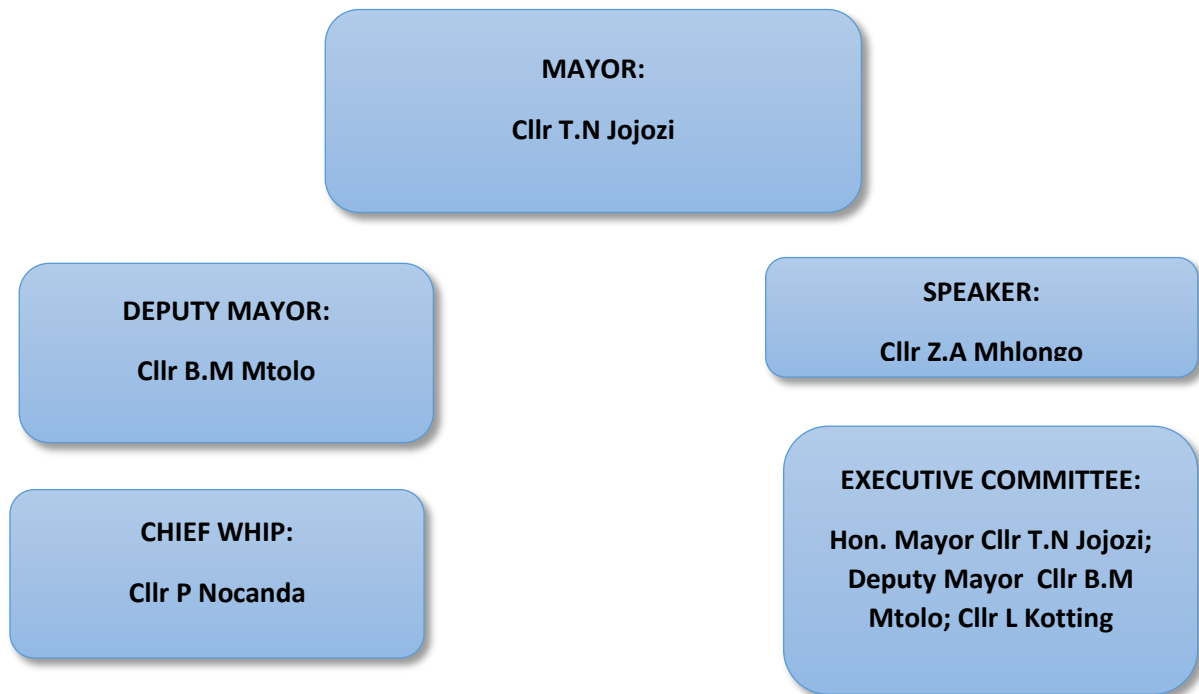 MAYOR:
Cllr T.N Jojozi
DEPUTY MAYOR:
Cllr B.M Mtolo
SPEAKER:
Cllr Z.A Mhlongo
CHIEF WHIP:
Cllr P Nocanda
EXECUTIVE COMMITTEE:
Hon. Mayor Cllr T.N Jojozi;
Deputy Mayor  Cllr B.M
Mtolo; Cllr L Kotting